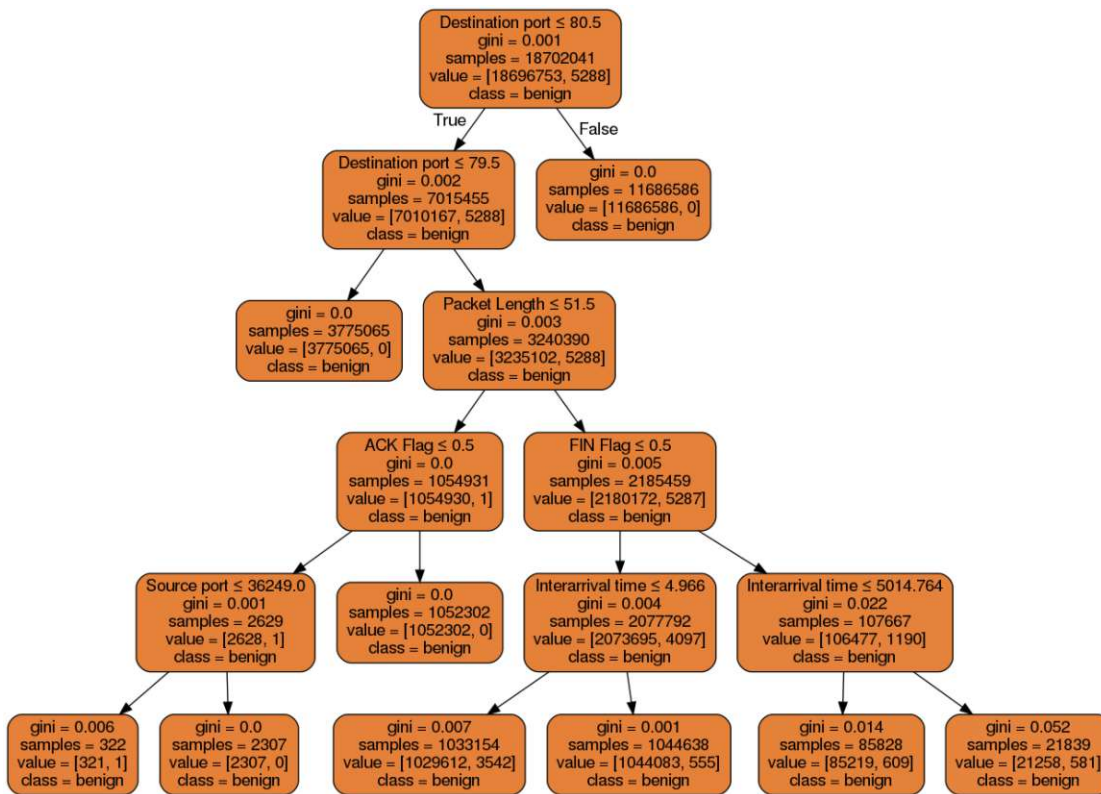 Destination port ≤ 80.5
gini = 0.001
samples = 18702041
value = [18696753, 5288]
class = benign
True
False
Destination port ≤ 79.5
gini = 0.002
samples = 7015455
value = [7010167, 5288]
class = benign
gini = 0.0
samples = 11686586
value = [11686586, 0]
class = benign
gini = 0.0
samples = 3775065
value = [3775065, 0]
class = benign
Packet Length ≤ 51.5
gini = 0.003
samples = 3240390
value = [3235102, 5288]
class = benign
ACK Flag ≤ 0.5
gini = 0.0
samples = 1054931
value = [1054930, 1]
class = benign
FIN Flag ≤ 0.5
gini = 0.005
samples = 2185459
value = [2180172, 5287]
class = benign
Source port ≤ 36249.0
gini = 0.001
samples = 2629
value = [2628, 1]
class = benign
gini = 0.0
samples = 1052302
value = [1052302, 0]
class = benign
Interarrival time ≤ 4.966
gini = 0.004
samples = 2077792
value = [2073695, 4097]
class = benign
Interarrival time ≤ 5014.764
gini = 0.022
samples = 107667
value = [106477, 1190]
class = benign
gini = 0.006
samples = 322
value = [321, 1]
class = benign
gini = 0.0
samples = 2307
value = [2307, 0]
class = benign
gini = 0.007
samples = 1033154
value = [1029612, 3542]
class = benign
gini = 0.001
samples = 1044638
value = [1044083, 555]
class = benign
gini = 0.014
samples = 85828
value = [85219, 609]
class = benign
gini = 0.052
samples = 21839
value = [21258, 581]
class = benign